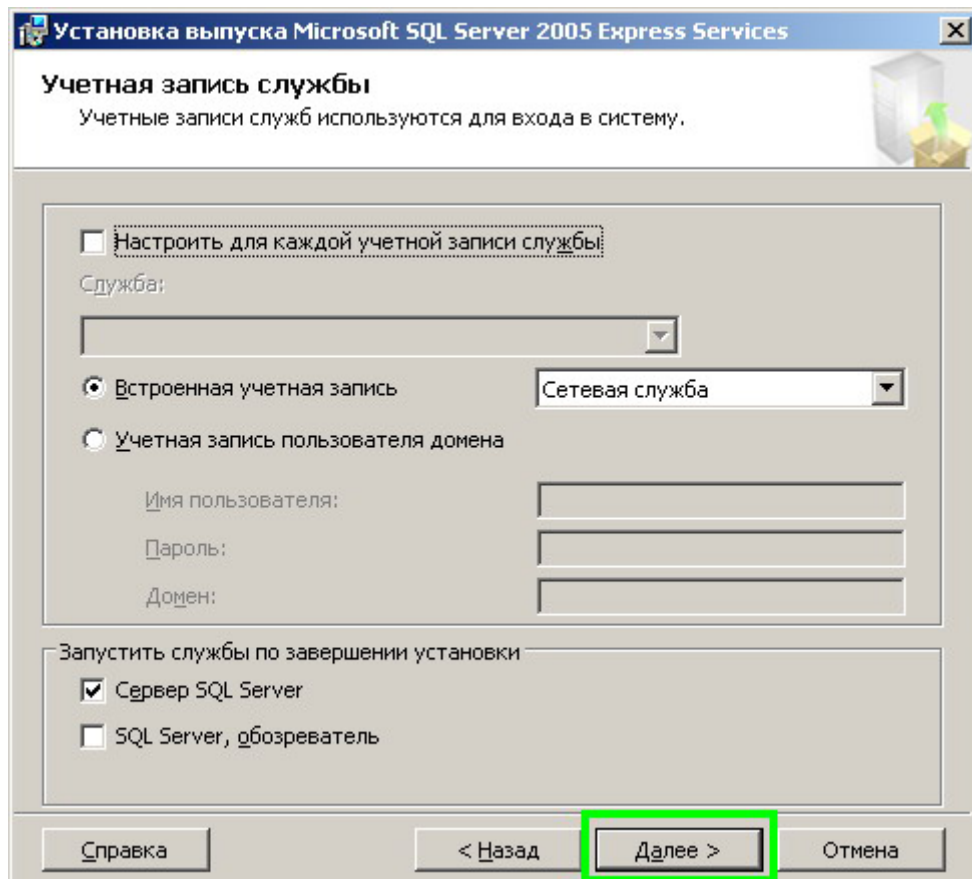 Установка выпуска Microsoft SQL Server 2005 Express Services
Учетная запись службы
Учетные записи служб используются для входа в систему.
Настроить для каждой учетной записи службы
Служба:
Встроенная учетная запись
Сетевая служба
Учетная запись пользователя домена
Имя пользователя:
Пароль:
Домен:
Запустить службы по завершении установки
Сервер SQL Server
SQL Server, обозреватель
Справка
< Назад
Далее >
Отмена